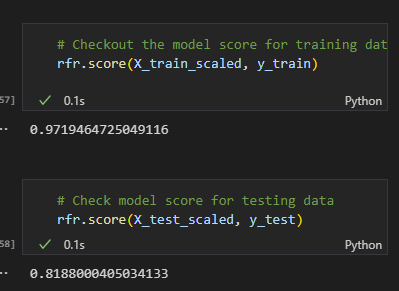 # Checkout the model score for training dat
rfr.score(X_train_scaled, y_train)
57]
0.1s
Python
0.9719464725049116
# Check model score for testing data
rfr.score(X_test_scaled, y_test)
58]
0.1s
Python
0.8188000405034133